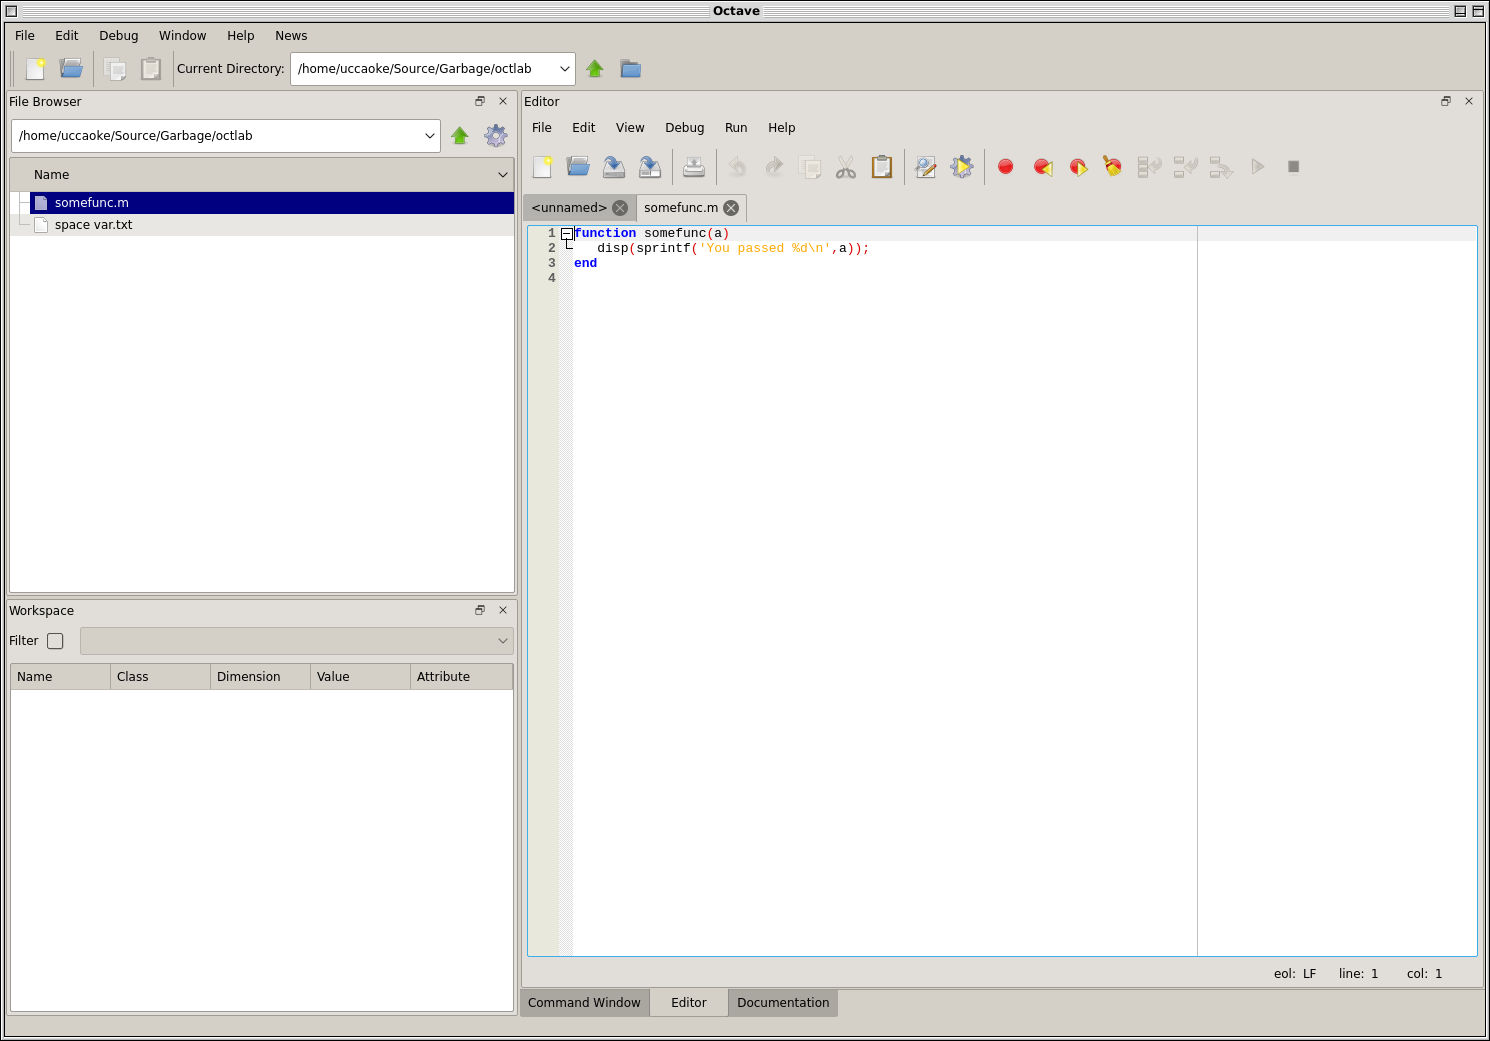 Octave
File Edit Debug Window Help News
Current Directory: /home/uccaoke/Source/Garbage/octlab
File Browser
/home/uccaoke/Source/Garbage/octlab
Name
somefunc.m
space var.txt
Workspace
Filter
Name Class Dimension Value Attribute
Editor
File Edit View Debug Run Help
<unnamed> somefunc.m
1 function somefunc(a)
2    disp(sprintf('You passed %d\n',a));
3 end
4
eol: LF line: 1 col: 1
Command Window Editor Documentation